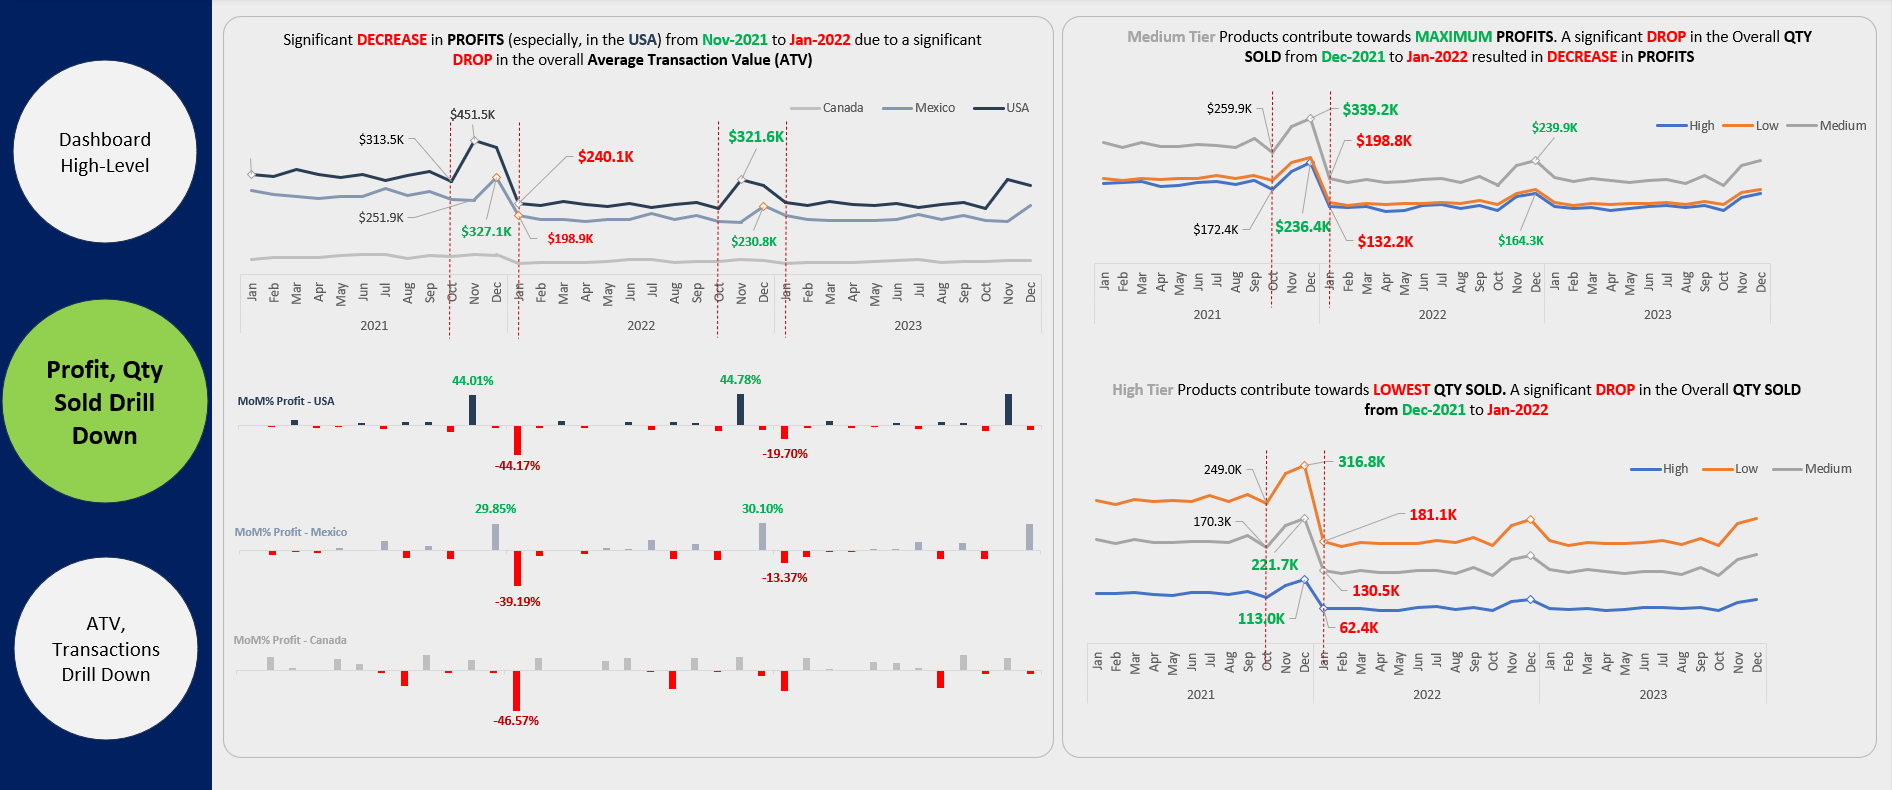 Dashboard
High-Level
Profit, Qty
Sold Drill
Down
ATV,
Transactions
Drill Down
Significant DECREASE in PROFITS (especially, in the USA) from Nov-2021 to Jan-2022 due to a significant
DROP in the overall Average Transaction Value (ATV)
Canada Mexico USA
$451.5K
$313.5K
$321.6K
$240.1K
$251.9K
$327.1K
$198.9K
$230.8K
Jan Feb Mar Apr May Jun Jul Aug Sep Oct Nov Dec Jan Feb Mar Apr May Jun Jul Aug Sep Oct Nov Dec Jan Feb Mar Apr May Jun Jul Aug Sep Oct Nov Dec
2021 2022 2023
44.01% 44.78%
MoM% Profit - USA
-44.17% -19.70%
29.85% 30.10%
MoM% Profit - Mexico
-39.19% -13.37%
MoM% Profit - Canada
-46.57%
Medium Tier Products contribute towards MAXIMUM PROFITS. A significant DROP in the Overall QTY
SOLD from Dec-2021 to Jan-2022 resulted in DECREASE in PROFITS
High Low Medium
$259.9K
$339.2K
$198.8K
$239.9K
$172.4K
$236.4K
$132.2K
$164.3K
Jan Feb Mar Apr May Jun Jul Aug Sep Oct Nov Dec Jan Feb Mar Apr May Jun Jul Aug Sep Oct Nov Dec Jan Feb Mar Apr May Jun Jul Aug Sep Oct Nov Dec
2021 2022 2023
High Tier Products contribute towards LOWEST QTY SOLD. A significant DROP in the Overall QTY SOLD
from Dec-2021 to Jan-2022
High Low Medium
249.0K
316.8K
170.3K
181.1K
221.7K
130.5K
113.0K
62.4K
Jan Feb Mar Apr May Jun Jul Aug Sep Oct Nov Dec Jan Feb Mar Apr May Jun Jul Aug Sep Oct Nov Dec Jan Feb Mar Apr May Jun Jul Aug Sep Oct Nov Dec
2021 2022 2023